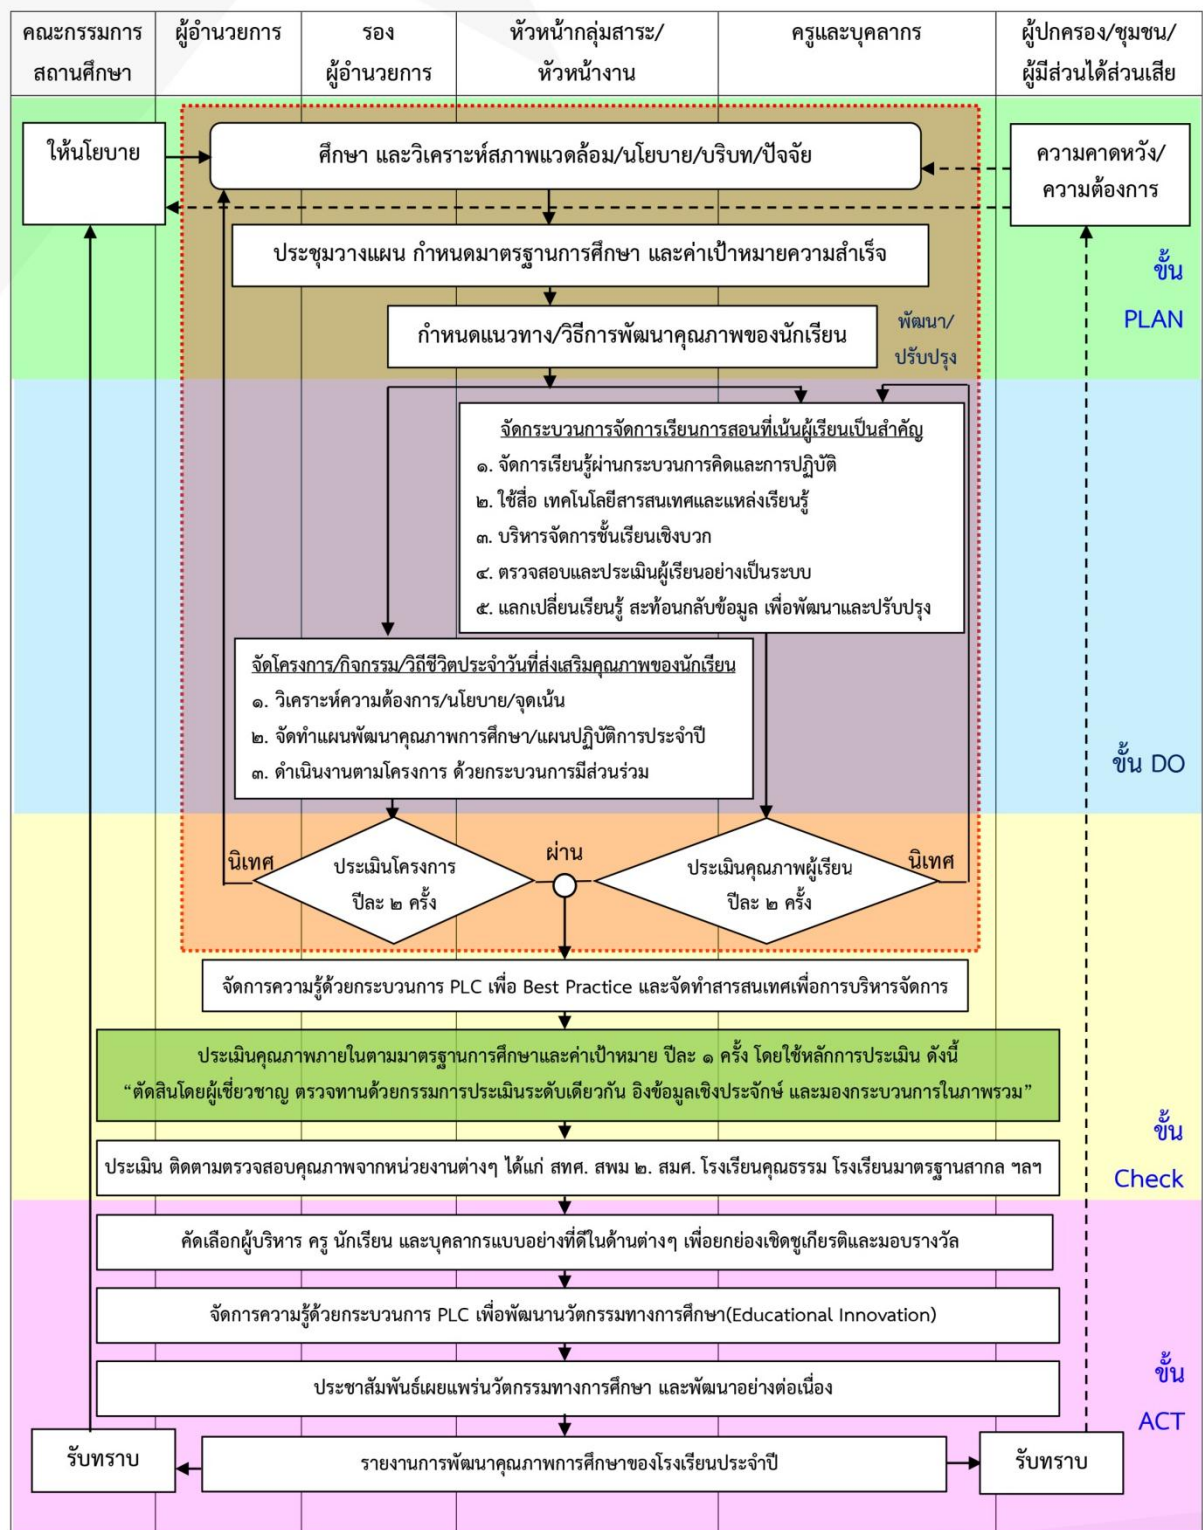 คณะกรรมการ
สถานศึกษา
ผู้อำนวยการ
รอง
ผู้อำนวยการ
หัวหน้ากลุ่มสาระ/
หัวหน้างาน
ครูและบุคลากร
ผู้ปกครอง/ชุมชน/
ผู้มีส่วนได้ส่วนเสีย
ให้นโยบาย
ศึกษา และวิเคราะห์สภาพแวดล้อม/นโยบาย/บริบท/ปัจจัย
ความคาดหวัง/
ความต้องการ
ประชุมวางแผน กำหนดมาตรฐานการศึกษา และค่าเป้าหมายความสำเร็จ
ขั้น
PLAN
กำหนดแนวทาง/วิธีการพัฒนาคุณภาพของนักเรียน
พัฒนา/
ปรับปรุง
จัดกระบวนการจัดการเรียนการสอนที่เน้นผู้เรียนเป็นสำคัญ
๑. จัดการเรียนรู้ผ่านกระบวนการคิดและการปฏิบัติ
๒. ใช้สื่อ เทคโนโลยีสารสนเทศและแหล่งเรียนรู้
๓. บริหารจัดการชั้นเรียนเชิงบวก
๔. ตรวจสอบและประเมินผู้เรียนอย่างเป็นระบบ
๕. แลกเปลี่ยนเรียนรู้ สะท้อนกลับข้อมูล เพื่อพัฒนาและปรับปรุง
จัดโครงการ/กิจกรรม/วิถีชีวิตประจำวันที่ส่งเสริมคุณภาพของนักเรียน
๑. วิเคราะห์ความต้องการ/นโยบาย/จุดเน้น
๒. จัดทำแผนพัฒนาคุณภาพการศึกษา/แผนปฏิบัติการประจำปี
๓. ดำเนินงานตามโครงการ ด้วยกระบวนการมีส่วนร่วม
ขั้น DO
นิเทศ
ประเมินโครงการ
ปีละ ๒ ครั้ง
ผ่าน
ประเมินคุณภาพผู้เรียน
ปีละ ๒ ครั้ง
นิเทศ
จัดการความรู้ด้วยกระบวนการ PLC เพื่อ Best Practice และจัดทำสารสนเทศเพื่อการบริหารจัดการ
ประเมินคุณภาพภายในตามมาตรฐานการศึกษาและค่าเป้าหมาย ปีละ ๑ ครั้ง โดยใช้หลักการประเมิน ดังนี้
“ตัดสินโดยผู้เชี่ยวชาญ ตรวจทานด้วยกรรมการประเมินระดับเดียวกัน อิงข้อมูลเชิงประจักษ์ และมองกระบวนการในภาพรวม”
ประเมิน ติดตามตรวจสอบคุณภาพจากหน่วยงานต่างๆ ได้แก่ สทศ. สพม ๒. สมศ. โรงเรียนคุณธรรม โรงเรียนมาตรฐานสากล ฯลฯ
ขั้น
Check
คัดเลือกผู้บริหาร ครู นักเรียน และบุคลากรแบบอย่างที่ดีในด้านต่างๆ เพื่อยกย่องเชิดชูเกียรติและมอบรางวัล
จัดการความรู้ด้วยกระบวนการ PLC เพื่อพัฒนานวัตกรรมทางการศึกษา(Educational Innovation)
ประชาสัมพันธ์เผยแพร่นวัตกรรมทางการศึกษา และพัฒนาอย่างต่อเนื่อง
ขั้น
ACT
รับทราบ
รายงานการพัฒนาคุณภาพการศึกษาของโรงเรียนประจำปี
รับทราบ